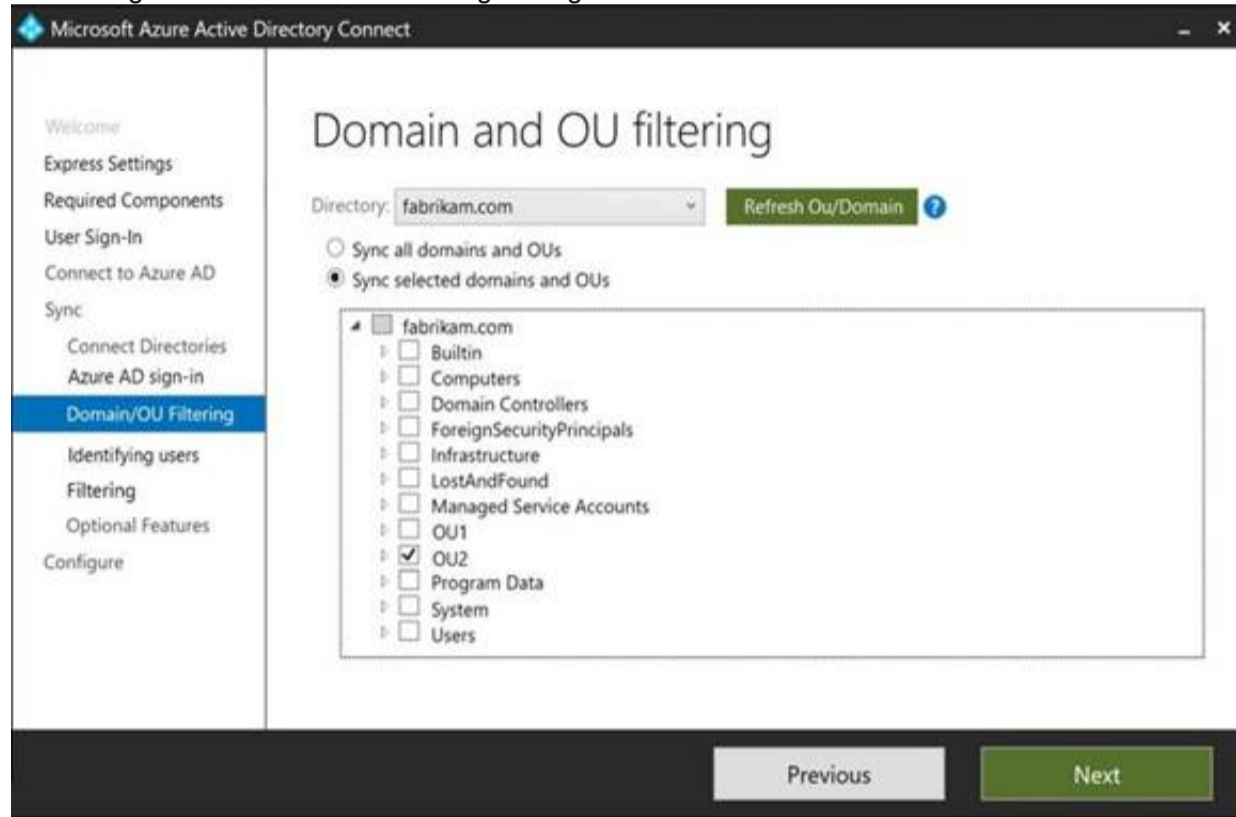 Microsoft Azure Active Directory Connect
Welcome
Express Settings
Required Components
User Sign-In
Connect to Azure AD
Sync
Connect Directories
Azure AD sign-in
Domain/OU Filtering
Identifying users
Filtering
Optional Features
Configure
Domain and OU filtering
Directory: fabrikam.com
Refresh Ou/Domain ?
Sync all domains and OUs
Sync selected domains and OUs
fabrikam.com
Builtin
Computers
Domain Controllers
ForeignSecurityPrincipals
Infrastructure
LostAndFound
Managed Service Accounts
OU1
OU2
Program Data
System
Users
Previous
Next